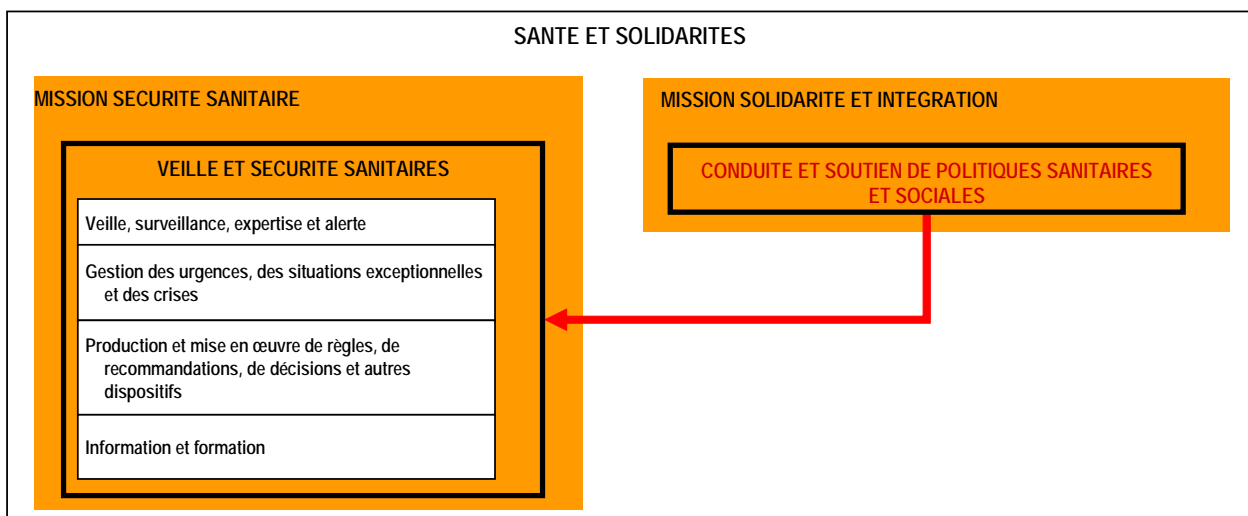 SANTE ET SOLIDARITES
MISSION SECURITE SANITAIRE
VEILLE ET SECURITE SANITAIRES
Veille, surveillance, expertise et alerte
Gestion des urgences, des situations exceptionnelles
et des crises
Production et mise en œuvre de règles, de
recommandations, de décisions et autres
dispositifs
Information et formation
MISSION SOLIDARITE ET INTEGRATION
CONDUITE ET SOUTIEN DE POLITIQUES SANITAIRES
ET SOCIALES